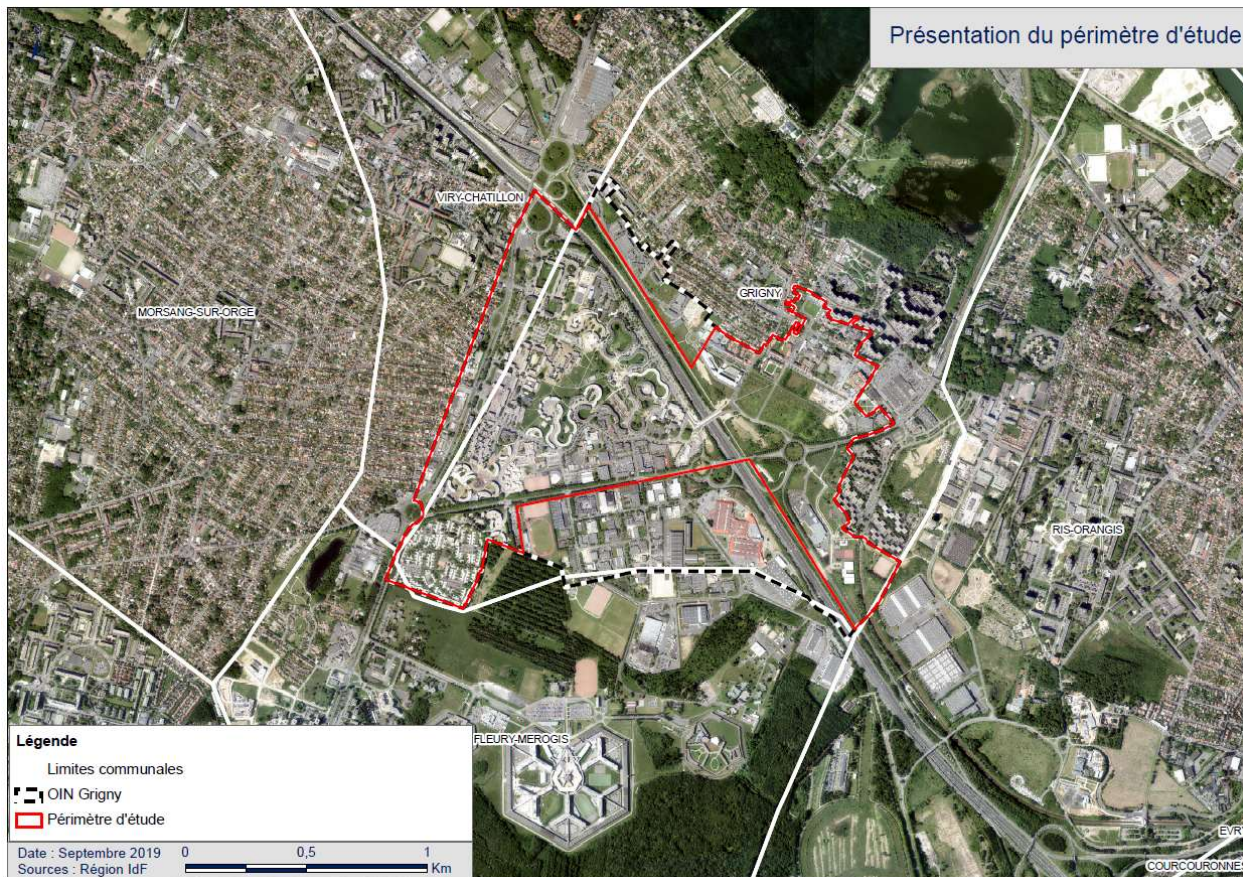 Présentation du périmètre d'étude
VIRY-CHATILLON
GRIGNY
MORSANG-SUR-ORGE
RIS-ORANGIS
FLEURY-MEROGIS
EVRY
COURCOURONNES
Légende
Limites communales
OIN Grigny
Périmètre d'étude
Date : Septembre 2019
Sources : Région IdF
0 0,5 1
Km